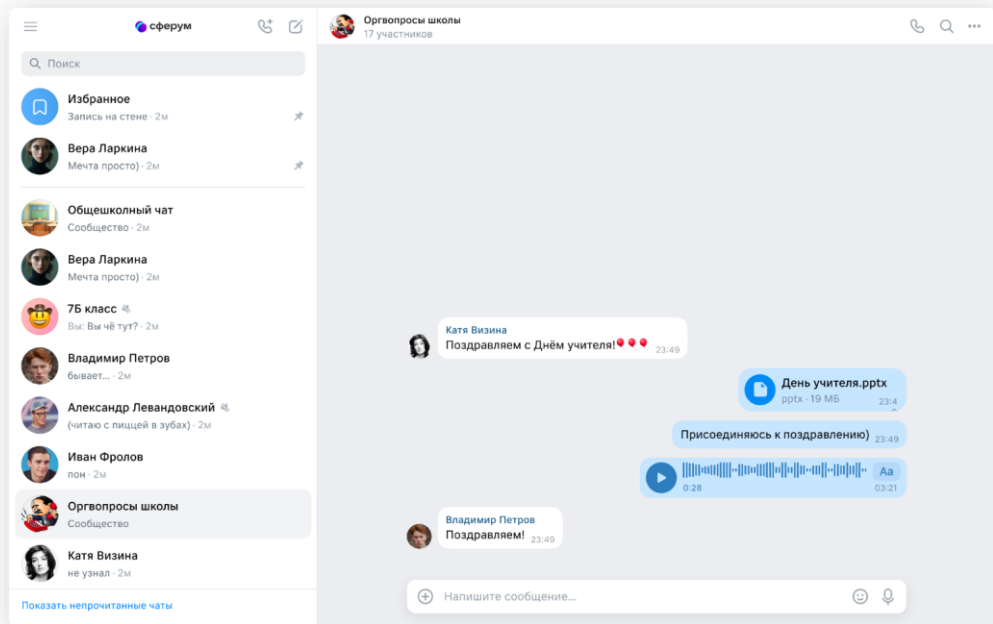 сферум
Поиск
Избранное
Запись на стене · 2м
Вера Ларкина
Мечта просто) · 2м
Общешкольный чат
Сообщество · 2м
Вера Ларкина
Мечта просто) · 2м
7Б класс
Вы: Вы чё тут? · 2м
Владимир Петров
бывает... · 2м
Александр Левандовский
(читаю с пиццей в зубах) · 2м
Иван Фролов
пон · 2м
Оргвопросы школы
Сообщество
Катя Визина
не узнал · 2м
Показать непрочитанные чаты
Оргвопросы школы
17 участников
Катя Визина
Поздравляем с Днём учителя!🎈🎈🎈 23:49
День учителя.pptx
pptx · 19 МБ 23:4
Присоединяюсь к поздравлению) 23:49
Aa
0:28 03:21
Владимир Петров
Поздравляем! 23:49
Напишите сообщение...